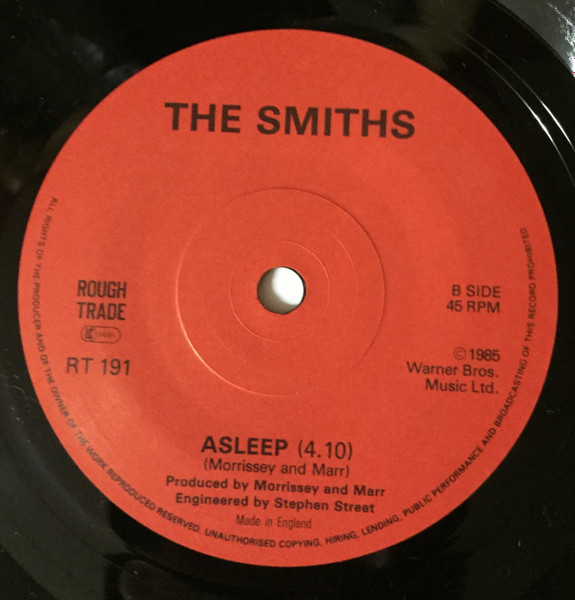 THE SMITHS
ROUGH
TRADE
RT 191
B SIDE
45 RPM
©1985
Warner Bros.
Music Ltd.
ASLEEP (4.10)
(Morrissey and Marr)
Produced by Morrissey and Marr
Engineered by Stephen Street
Made in England
ALL RIGHTS OF THE PRODUCER AND OF THE OWNER OF THE WORK REPRODUCED RESERVED. UNAUTHORISED COPYING, HIRING, LENDING, PUBLIC PERFORMANCE AND BROADCASTING OF THIS RECORD PROHIBITED